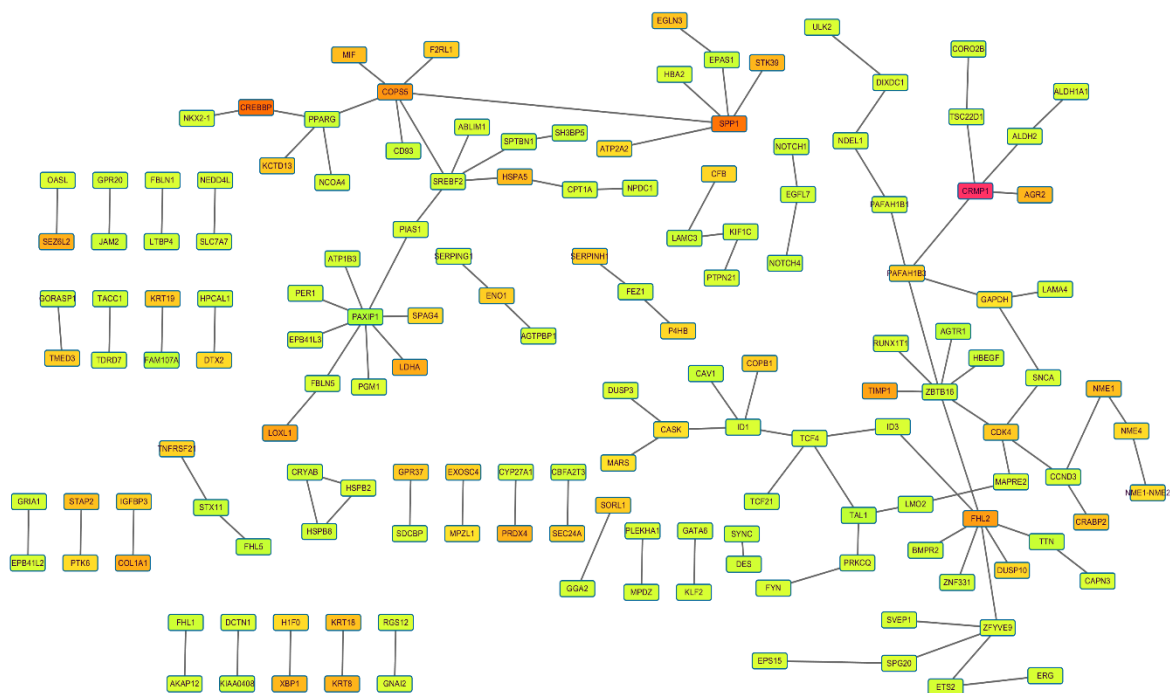 EGLN3
ULK2
MIF
F2RL1
CORO2B
EPAS1
STK39
HBA2
DIXDC1
COPS5
ALDH1A1
CREBBP
NKX2-1
PPARG
SPP1
TSC22D1
ABLIM1
SPTBN1
SH3BP5
ALDH2
NDEL1
CD93
ATP2A2
NOTCH1
KCTD13
NCOA4
SREBF2
HSPA5
CFB
OASL
GPR20
FBLN1
NEDD4L
CPT1A
NPDC1
EGFL7
CRMP1
AGR2
PAFAH1B1
PIAS1
LAMC3
KIF1C
SEZ6L2
JAM2
LTBP4
SLC7A7
ATP1B3
SERPING1
SERPINH1
NOTCH4
PTPN21
PAFAH1B3
PER1
ENO1
FEZ1
GAPDH
LAMA4
GORASP1
TACC1
KRT19
HPCAL1
PAXIP1
SPAG4
AGTR1
EPB41L3
AGTPBP1
P4HB
RUNX1T1
HBEGF
TMED3
TDRD7
FAM107A
DTX2
LDHA
COPB1
SNCA
FBLN5
PGM1
CAV1
DUSP3
TIMP1
ZBTB16
NME1
LOXL1
CASK
ID1
TCF4
ID3
CDK4
NME4
TNFRSF21
MARS
CRYAB
GPR37
EXOSC4
CYP27A1
CBFA2T3
TCF21
MAPRE2
CCND3
HSPB2
NME1-NME2
GRIA1
STAP2
IGFBP3
STX11
SORL1
LMO2
TAL1
FHL2
CRABP2
HSPB6
SDCBP
MPZL1
PRDX4
SEC24A
PLEKHA1
GATA6
SYNC
BMPR2
TTN
FHL5
EPB41L2
PTK6
COL1A1
GGA2
MPDZ
KLF2
DES
PRKCQ
FYN
ZNF331
DUSP10
CAPN3
FHL1
DCTN1
H1F0
KRT18
RGS12
SVEP1
ZFYVE9
EPS15
SPG20
AKAP12
KIAA0408
XBP1
KRT8
GNAI2
ETS2
ERG